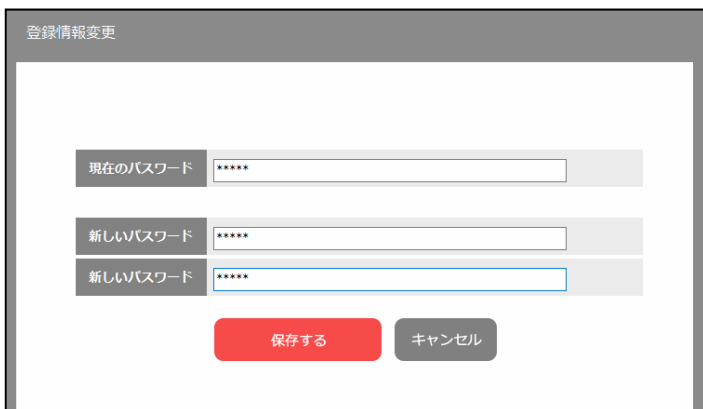 登録情報変更
現在のパスワード *****
新しいパスワード *****
新しいパスワード *****
保存する キャンセル